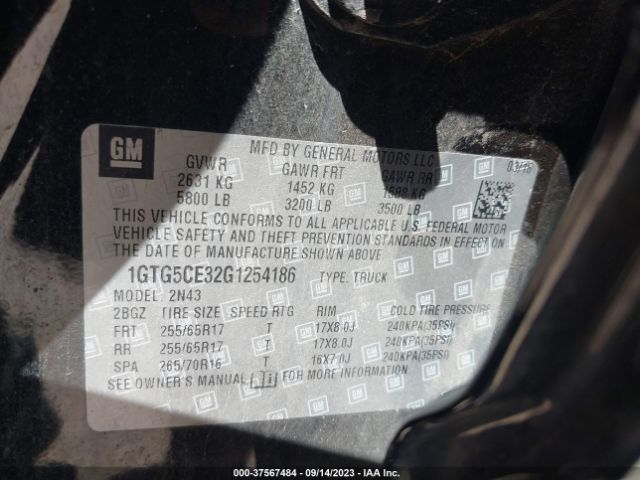 GM
MFD BY GENERAL MOTORS LLC
GVWR GAWR FRT GAWR RR
2631 KG 1452 KG 1588 KG
5800 LB 3200 LB 3500 LB
THIS VEHICLE CONFORMS TO ALL APPLICABLE U.S. FEDERAL MOTOR
VEHICLE SAFETY AND THEFT PREVENTION STANDARDS IN EFFECT ON
THE DATE OF MANUFACTURE SHOWN ABOVE.
1GTG5CE32G1254186 TYPE: TRUCK
MODEL: 2N43
2BGZ TIRE SIZE SPEED RTG RIM COLD TIRE PRESSURE
FRT 255/65R17 T 17X8.0J 240KPA(35PSI)
RR 255/65R17 T 17X8.0J 240KPA(35PSI)
SPA 265/70R16 T 16X7.0J 240KPA(35PSI)
SEE OWNER'S MANUAL
000-37567484 - 09/14/2023 - IAA Inc.